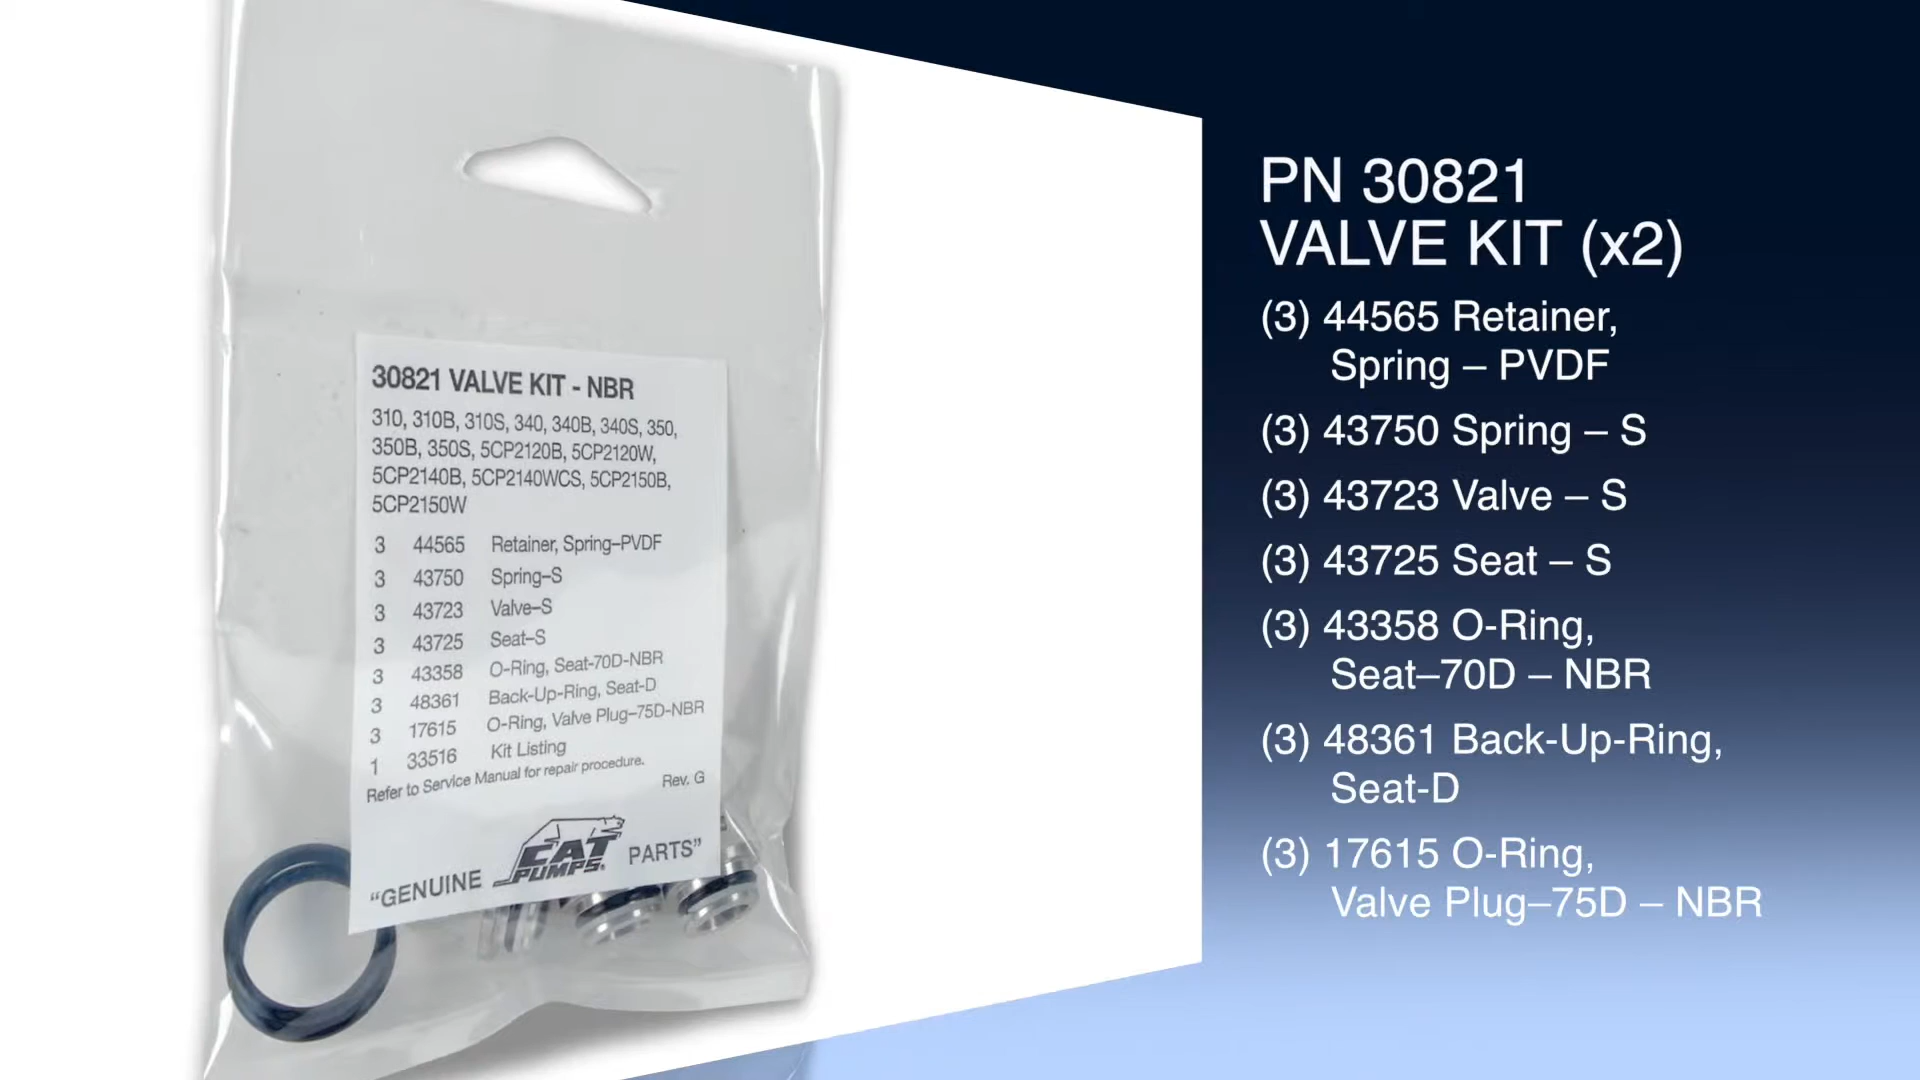 30821 VALVE KIT - NBR
310, 310B, 310S, 340, 340B, 340S, 350,
350B, 350S, 5CP2120B, 5CP2120W,
5CP2140B, 5CP2140WCS, 5CP2150B,
5CP2150W
3 44565 Retainer, Spring–PVDF
3 43750 Spring–S
3 43723 Valve–S
3 43725 Seat–S
3 43358 O-Ring, Seat-70D-NBR
3 48361 Back-Up-Ring, Seat-D
3 17615 O-Ring, Valve Plug–75D-NBR
1 33516 Kit Listing
Refer to Service Manual for repair procedure.
Rev. G
“GENUINE CAT PUMPS® PARTS”
PN 30821
VALVE KIT (x2)
(3) 44565 Retainer,
Spring – PVDF
(3) 43750 Spring – S
(3) 43723 Valve – S
(3) 43725 Seat – S
(3) 43358 O-Ring,
Seat–70D – NBR
(3) 48361 Back-Up-Ring,
Seat-D
(3) 17615 O-Ring,
Valve Plug–75D – NBR